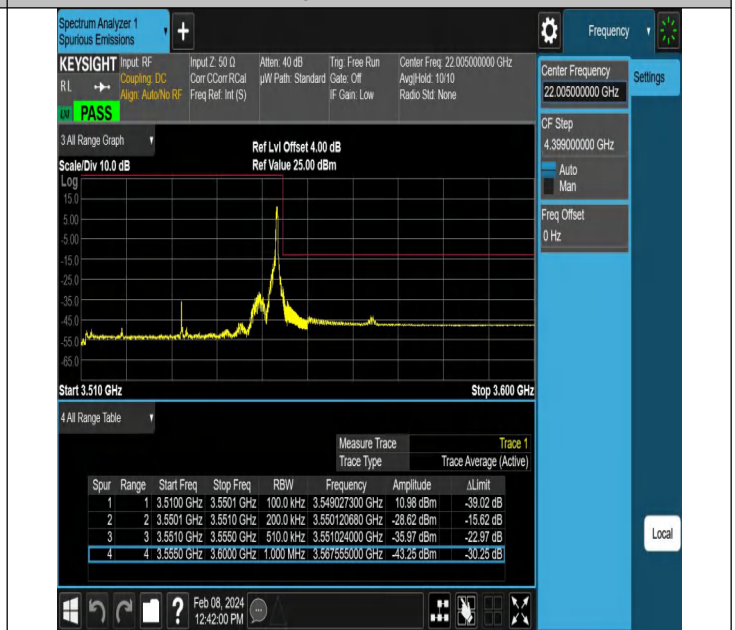 Spectrum Analyzer 1
Spurious Emissions
+
Frequency
KEYSIGHT Input: RF Input Z: 50 Ω Atten: 40 dB Trig: Free Run Center Freq: 22.005000000 GHz
RL Coupling: DC Corr CCorr RCal µW Path: Standard Gate: Off Avg|Hold: 10/10
Align: Auto/No RF Freq Ref: Int (S) IF Gain: Low Radio Std: None
PASS
Center Frequency
22.005000000 GHz
Settings
CF Step
4.399000000 GHz
Auto
Man
Freq Offset
0 Hz
3 All Range Graph
Ref Lvl Offset 4.00 dB
Scale/Div 10.0 dB Ref Value 25.00 dBm
Log
15.0
5.00
-5.00
-15.0
-25.0
-35.0
-45.0
-55.0
-65.0
Start 3.510 GHz Stop 3.600 GHz
4 All Range Table
Measure Trace Trace 1
Trace Type Trace Average (Active)
Spur Range Start Freq Stop Freq RBW Frequency Amplitude ΔLimit
1 1 3.5100 GHz 3.5501 GHz 100.0 kHz 3.549027300 GHz 10.98 dBm -39.02 dB
2 2 3.5501 GHz 3.5510 GHz 200.0 kHz 3.550120680 GHz -28.62 dBm -15.62 dB
3 3 3.5510 GHz 3.5550 GHz 510.0 kHz 3.551024000 GHz -35.97 dBm -22.97 dB
4 4 3.5550 GHz 3.6000 GHz 1.000 MHz 3.567555000 GHz -43.25 dBm -30.25 dB
Local
? Feb 08, 2024
12:42:00 PM